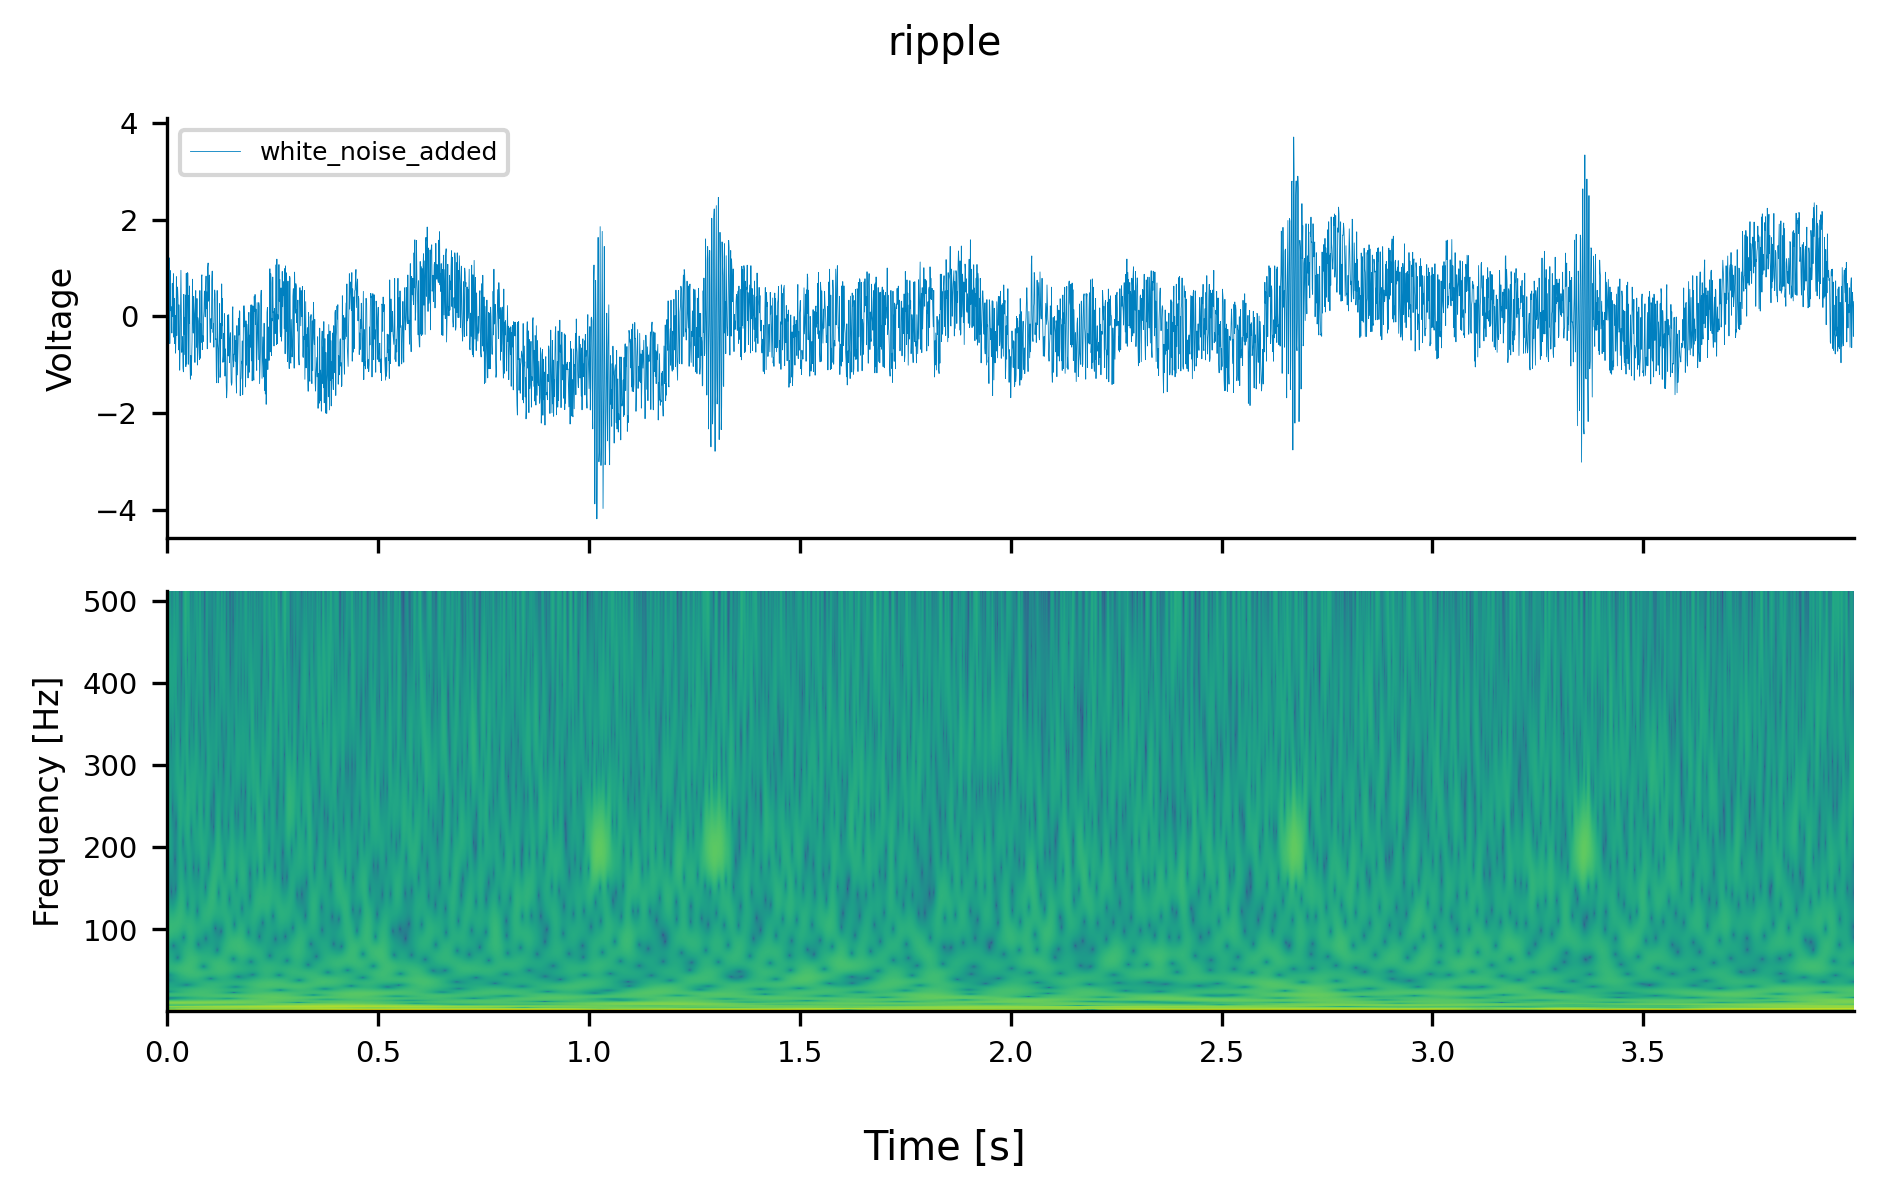 ripple
4
white_noise_added
2
0
−2
−4
Voltage
500
400
300
200
100
Frequency [Hz]
0.0 0.5 1.0 1.5 2.0 2.5 3.0 3.5
Time [s]